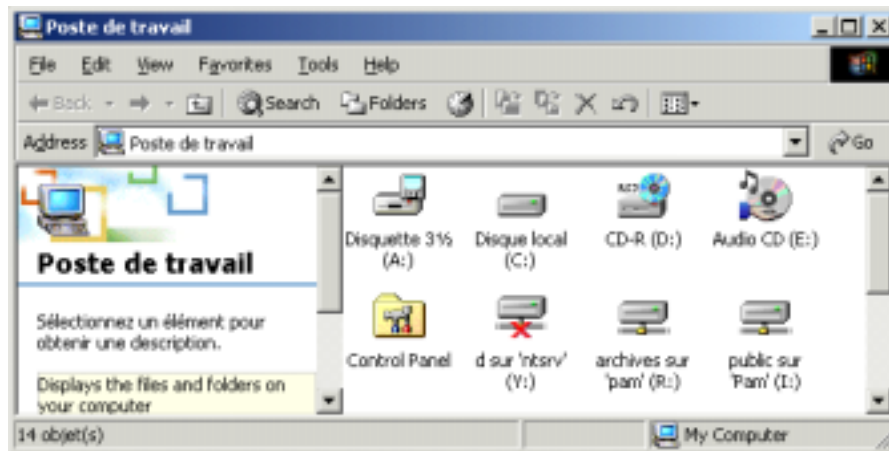 Poste de travail
File Edit View Favorites Tools Help
Back Search Folders
Address Poste de travail Go
Poste de travail
Sélectionnez un élément pour
obtenir une description.
Displays the files and folders on
your computer
Disquette 3½
(A:)
Disque local
(C:)
CD-R (D:)
Audio CD (E:)
Control Panel
d sur 'ntsrv'
(Y:)
archives sur
'pam' (R:)
public sur
'Pam' (I:)
14 objet(s) My Computer